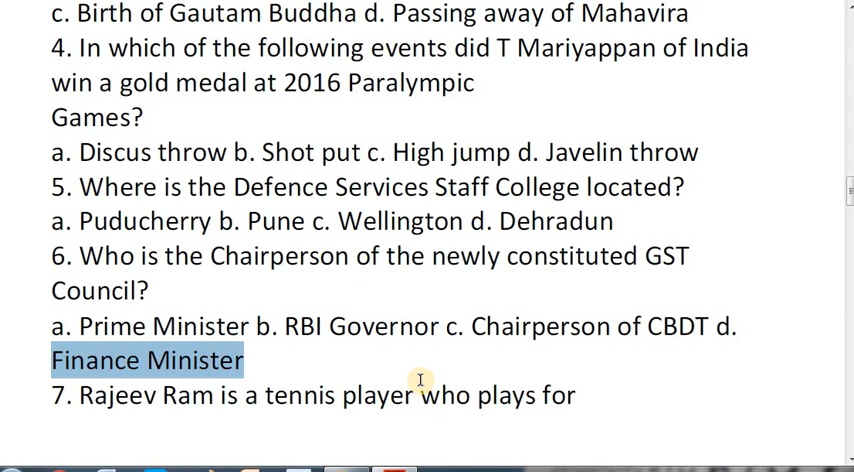 c. Birth of Gautam Buddha d. Passing away of Mahavira
4. In which of the following events did T Mariyappan of India
win a gold medal at 2016 Paralympic
Games?
a. Discus throw b. Shot put c. High jump d. Javelin throw
5. Where is the Defence Services Staff College located?
a. Puducherry b. Pune c. Wellington d. Dehradun
6. Who is the Chairperson of the newly constituted GST
Council?
a. Prime Minister b. RBI Governor c. Chairperson of CBDT d.
Finance Minister
7. Rajeev Ram is a tennis player who plays for